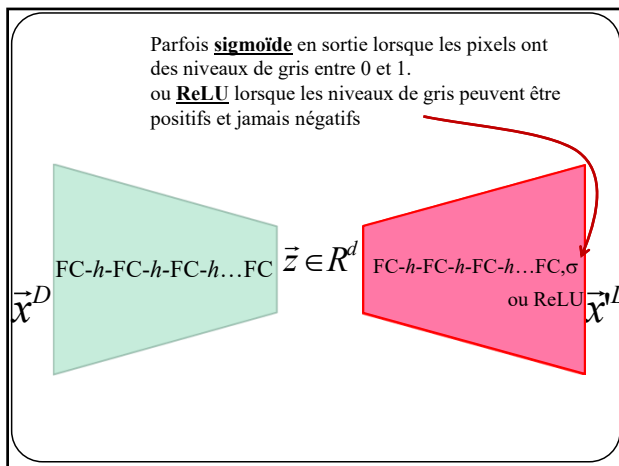 Parfois sigmoïde en sortie lorsque les pixels ont
des niveaux de gris entre 0 et 1.
ou ReLU lorsque les niveaux de gris peuvent être
positifs et jamais négatifs
FC-h-FC-h-FC-h…FC
z⃗ ∈ R^d
FC-h-FC-h-FC-h…FC,σ
ou ReLU
x⃗^D
x⃗'